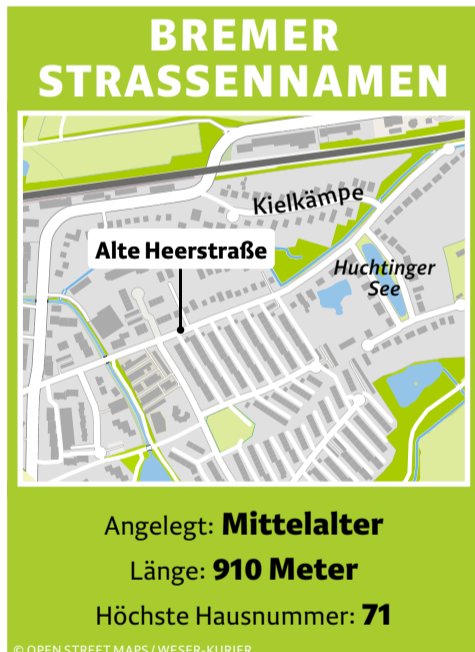 BREMER
STRASSENNAMEN
Kielkämpe
Alte Heerstraße
Huchtinger
See
Angelegt: Mittelalter
Länge: 910 Meter
Höchste Hausnummer: 71
© OPEN STREET MAPS / WESER-KURIER